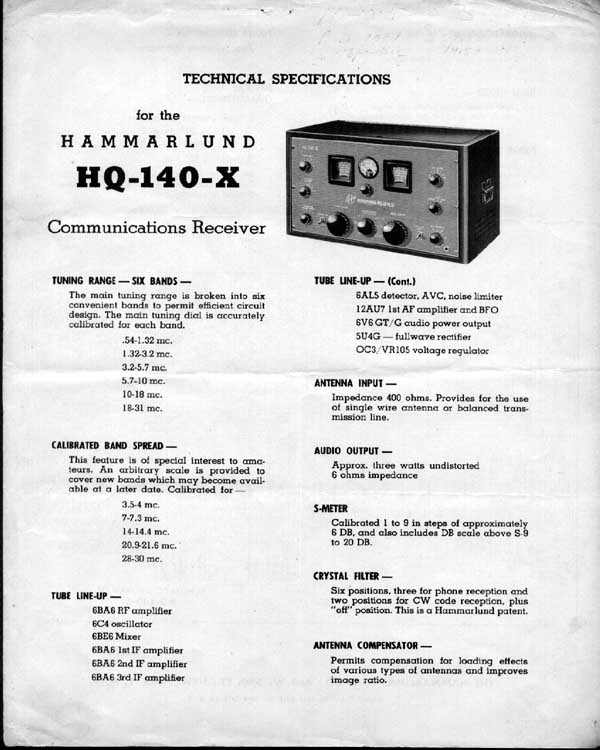 TECHNICAL SPECIFICATIONS
for the
HAMMARLUND
HQ-140-X
Communications Receiver
HAMMARLUND
TUNING RANGE — SIX BANDS —
The main tuning range is broken into six
convenient bands to permit efficient circuit
design. The main tuning dial is accurately
calibrated for each band.
.54-1.32 mc.
1.32-3.2 mc.
3.2-5.7 mc.
5.7-10 mc.
10-18 mc.
18-31 mc.
CALIBRATED BAND SPREAD —
This feature is of special interest to ama-
teurs. An arbitrary scale is provided to
cover new bands which may become avail-
able at a later date. Calibrated for —
3.5-4 mc.
7-7.3 mc.
14-14.4 mc.
20.9-21.6 mc.
28-30 mc.
TUBE LINE-UP —
6BA6 RF amplifier
6C4 oscillator
6BE6 Mixer
6BA6 1st IF amplifier
6BA6 2nd IF amplifier
6BA6 3rd IF amplifier
TUBE LINE-UP — (Cont.)
6AL5 detector, AVC, noise limiter
12AU7 1st AF amplifier and BFO
6V6 GT/G audio power output
5U4G — fullwave rectifier
OC3/VR105 voltage regulator
ANTENNA INPUT —
Impedance 400 ohms. Provides for the use
of single wire antenna or balanced trans-
mission line.
AUDIO OUTPUT —
Approx. three watts undistorted
6 ohms impedance
S-METER
Calibrated 1 to 9 in steps of approximately
6 DB, and also includes DB scale above S-9
to 20 DB.
CRYSTAL FILTER —
Six positions, three for phone reception and
two positions for CW code reception, plus
"off" position. This is a Hammarlund patent.
ANTENNA COMPENSATOR —
Permits compensation for loading effects
of various types of antennas and improves
image ratio.